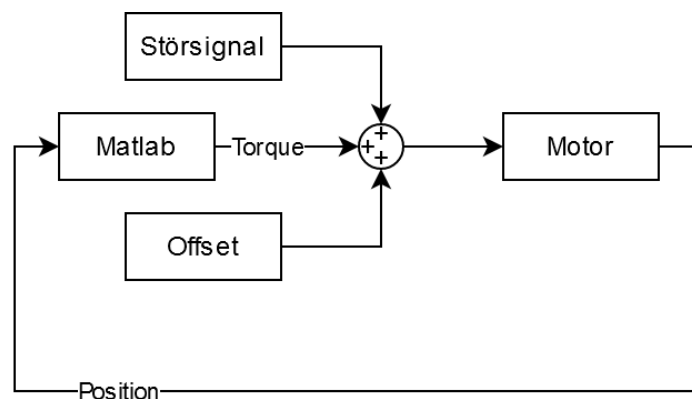 Störsignal
Matlab
Torque
+
+
+
Motor
Offset
Position